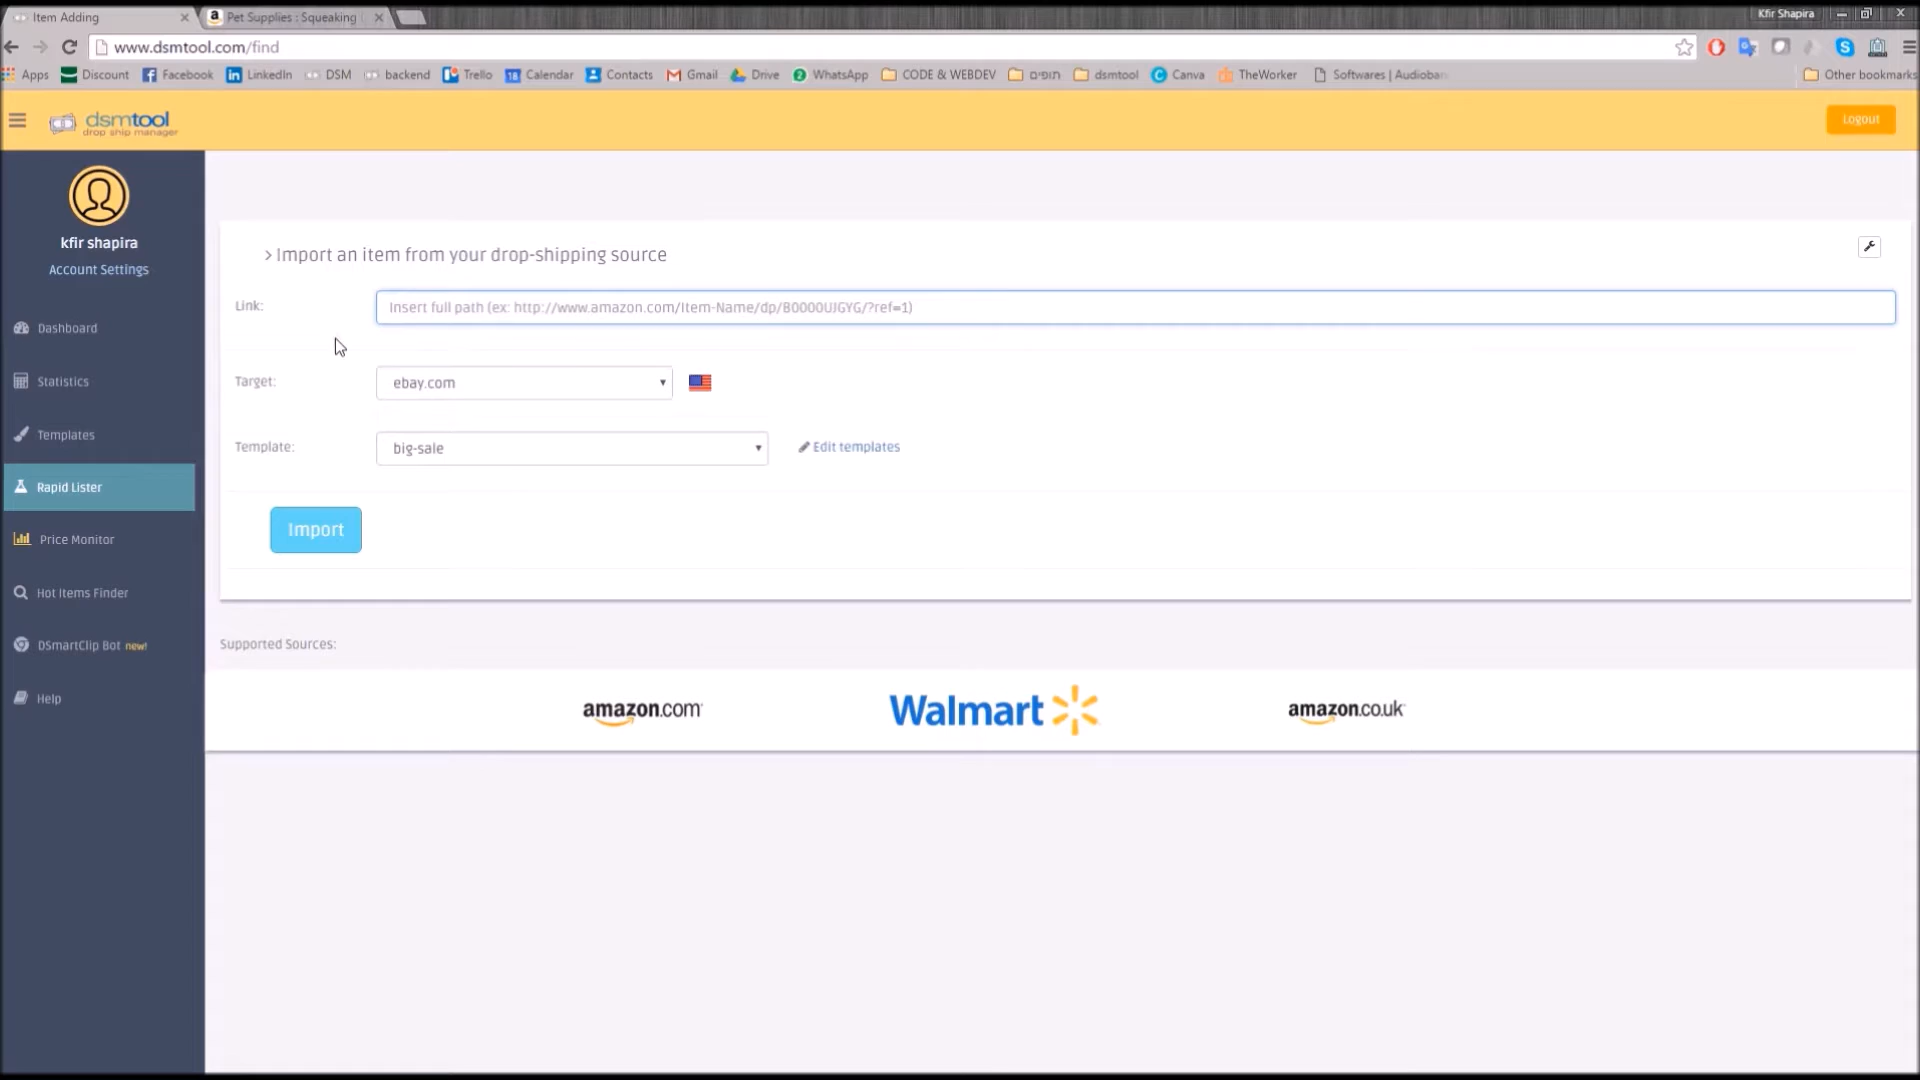 Item Adding
Pet Supplies : Squeaking
Kfir Shapira
www.dsmtool.com/find
Apps Discount Facebook LinkedIn DSM backend Trello Calendar Contacts Gmail Drive WhatsApp CODE & WEBDEV תופים dsmtool Canva TheWorker Softwares | Audioban Other bookmarks
dsmtool
drop ship manager
Logout
kfir shapira
Account Settings
Dashboard
Statistics
Templates
Rapid Lister
Price Monitor
Hot Items Finder
DSmartClip Bot new!
Help
> Import an item from your drop-shipping source
Link: Insert full path (ex: http://www.amazon.com/Item-Name/dp/B0000UJGYG/?ref=1)
Target: ebay.com
Template: big-sale Edit templates
Import
Supported Sources:
amazon.com Walmart amazon.co.uk